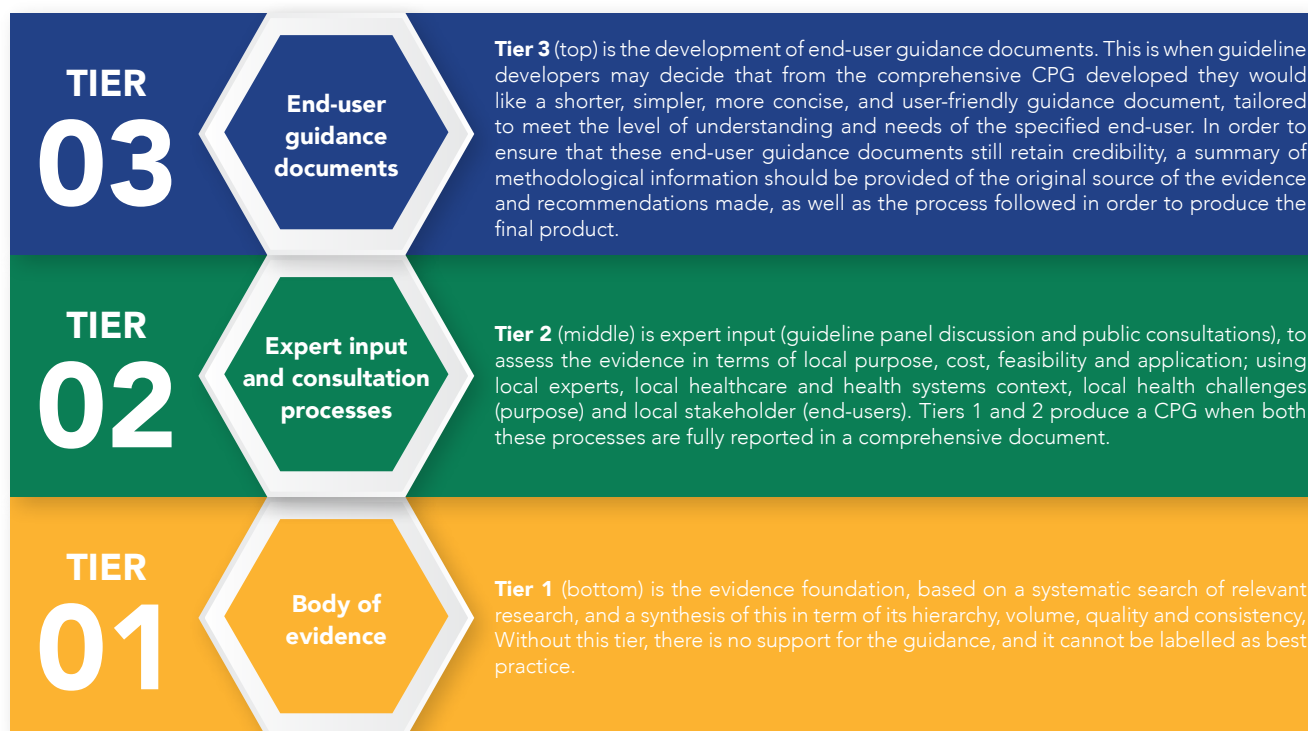 TIER
03
End-user
guidance
documents
Tier 3 (top) is the development of end-user guidance documents. This is when guideline
developers may decide that from the comprehensive CPG developed they would
like a shorter, simpler, more concise, and user-friendly guidance document, tailored
to meet the level of understanding and needs of the specified end-user. In order to
ensure that these end-user guidance documents still retain credibility, a summary of
methodological information should be provided of the original source of the evidence
and recommendations made, as well as the process followed in order to produce the
final product.
TIER
02
Expert input
and consultation
processes
Tier 2 (middle) is expert input (guideline panel discussion and public consultations), to
assess the evidence in terms of local purpose, cost, feasibility and application; using
local experts, local healthcare and health systems context, local health challenges
(purpose) and local stakeholder (end-users). Tiers 1 and 2 produce a CPG when both
these processes are fully reported in a comprehensive document.
TIER
01
Body of
evidence
Tier 1 (bottom) is the evidence foundation, based on a systematic search of relevant
research, and a synthesis of this in term of its hierarchy, volume, quality and consistency,
Without this tier, there is no support for the guidance, and it cannot be labelled as best
practice.